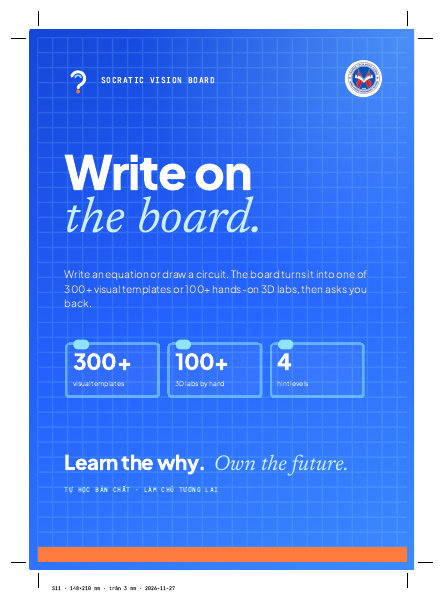 SOCRATIC VISION BOARD
Write on
the board.
Write an equation or draw a circuit. The board turns it into one of
300+ visual templates or 100+ hands-on 3D labs, then asks you
back.
300+
visual templates
100+
3D labs by hand
4
hint levels
Learn the why. Own the future.
TỰ HỌC BẢN CHẤT · LÀM CHỦ TƯƠNG LAI
S11 · 148×210 mm · tràn 3 mm · 2026-11-27